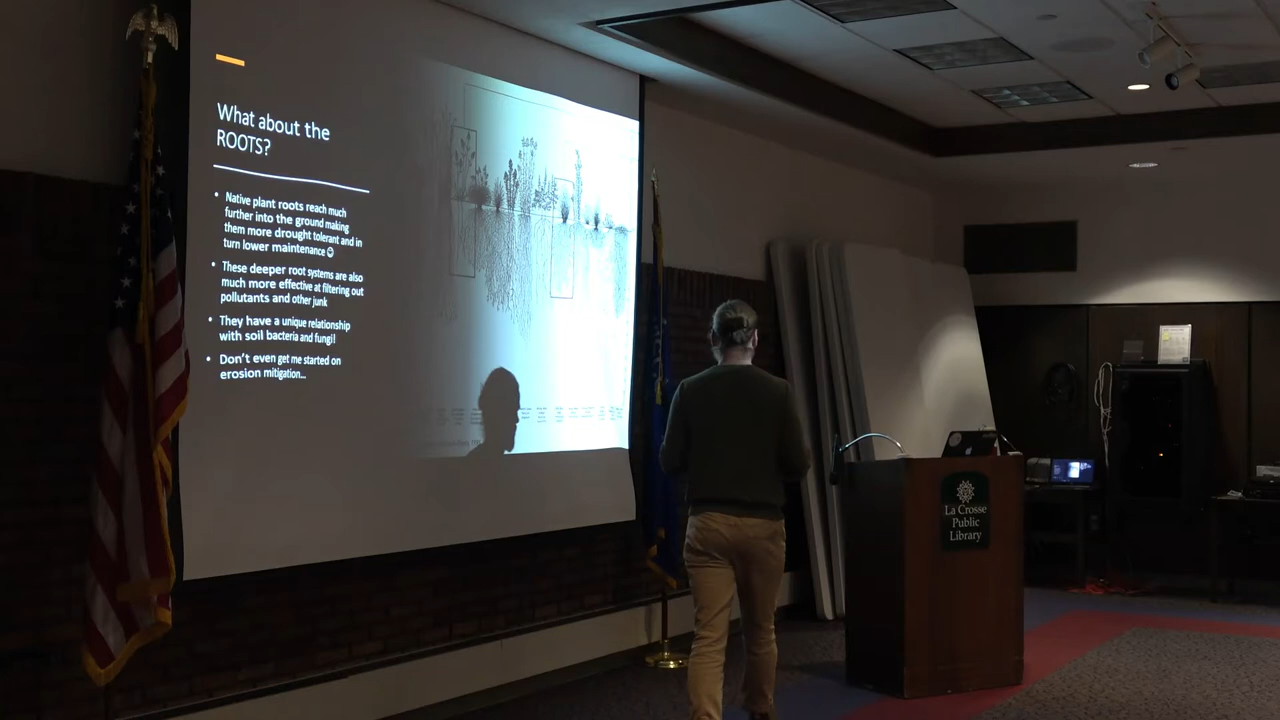 What about the
ROOTS?
• Native plant roots reach much
further into the ground making
them more drought tolerant and in
turn lower maintenance ☺
• These deeper root systems are also
much more effective at filtering out
pollutants and other junk
• They have a unique relationship
with soil bacteria and fungi!
• Don't even get me started on
erosion mitigation...
La Crosse
Public
Library